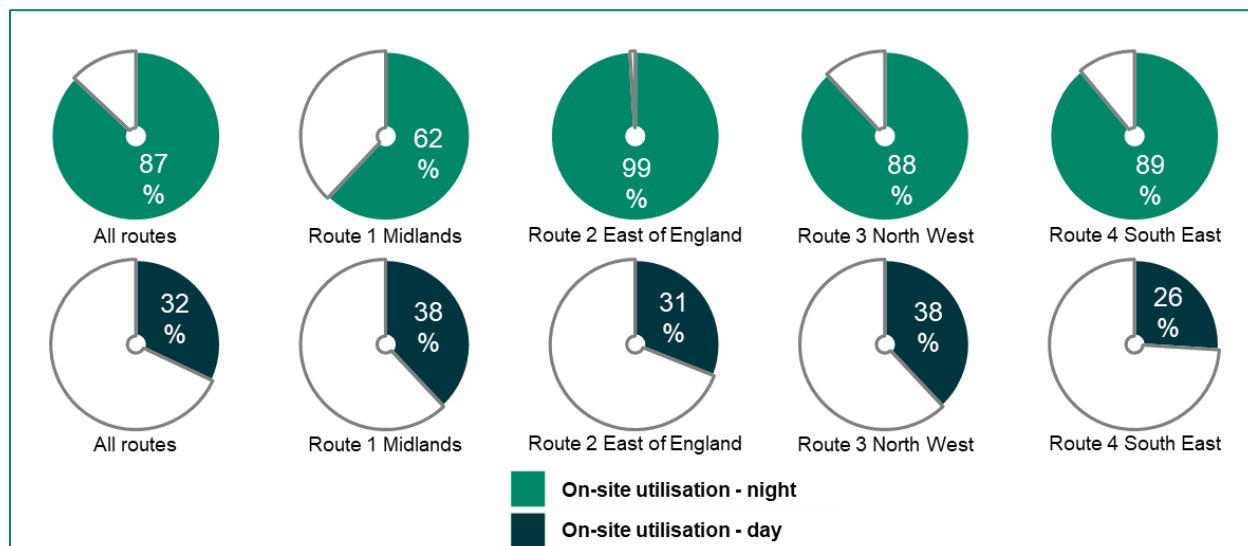 87
%
62
%
99
%
88
%
89
%
All routes
Route 1 Midlands
Route 2 East of England
Route 3 North West
Route 4 South East
32
%
38
%
31
%
38
%
26
%
All routes
Route 1 Midlands
Route 2 East of England
Route 3 North West
Route 4 South East
On-site utilisation - night
On-site utilisation - day